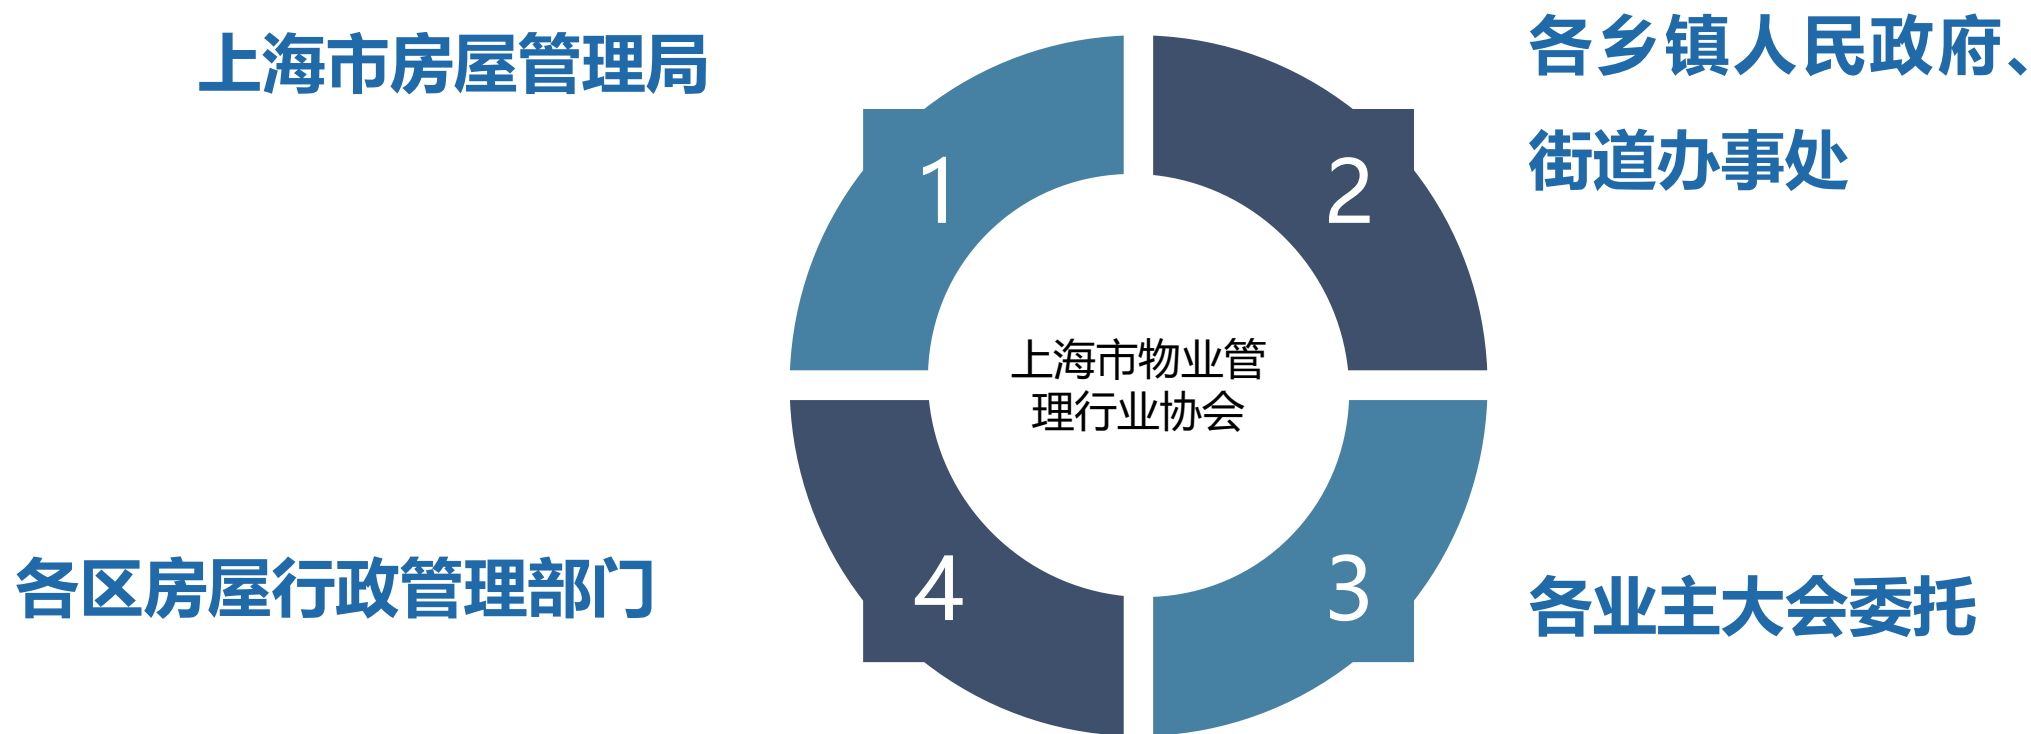 上海市房屋管理局
1
2
各乡镇人民政府、
街道办事处
上海市物业管
理行业协会
各区房屋行政管理部门
4
3
各业主大会委托